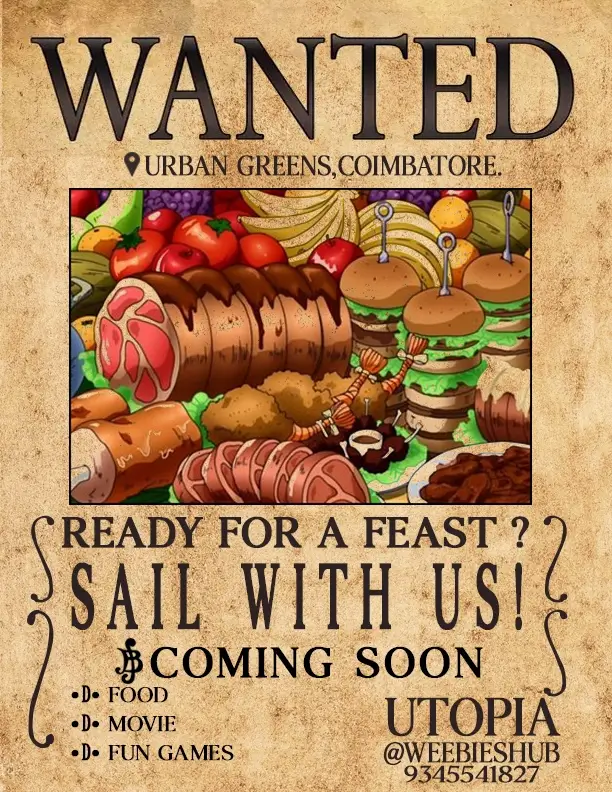 WANTED
URBAN GREENS,COIMBATORE.
READY FOR A FEAST ?
SAIL WITH US!
COMING SOON
•D• FOOD
•D• MOVIE
•D• FUN GAMES
UTOPIA
@WEEBIESHUB
9345541827